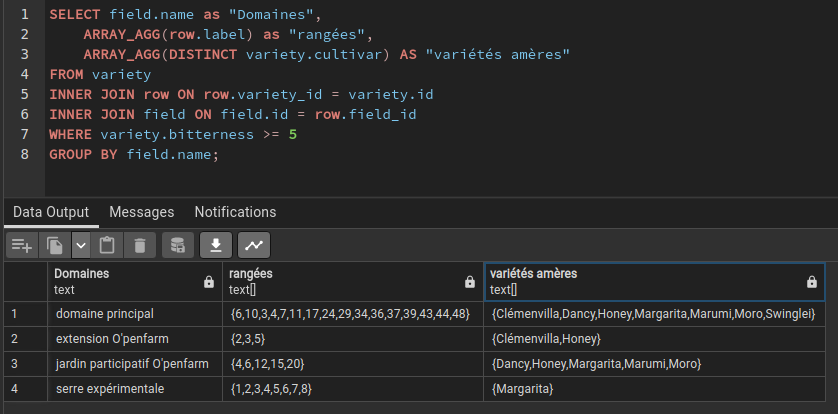 1 SELECT field.name as "Domaines",
2 ARRAY_AGG(row.label) as "rangées",
3 ARRAY_AGG(DISTINCT variety.cultivar) AS "variétés amères"
4 FROM variety
5 INNER JOIN row ON row.variety_id = variety.id
6 INNER JOIN field ON field.id = row.field_id
7 WHERE variety.bitterness >= 5
8 GROUP BY field.name;
Data Output Messages Notifications
Domaines rangées variétés amères
text text[] text[]
1 domaine principal {6,10,3,4,7,11,17,24,29,34,36,37,39,43,44,48} {Clémenvilla,Dancy,Honey,Margarita,Marumi,Moro,Swinglei}
2 extension O'penfarm {2,3,5} {Clémenvilla,Honey}
3 jardin participatif O'penfarm {4,6,12,15,20} {Dancy,Honey,Margarita,Marumi,Moro}
4 serre expérimentale {1,2,3,4,5,6,7,8} {Margarita}